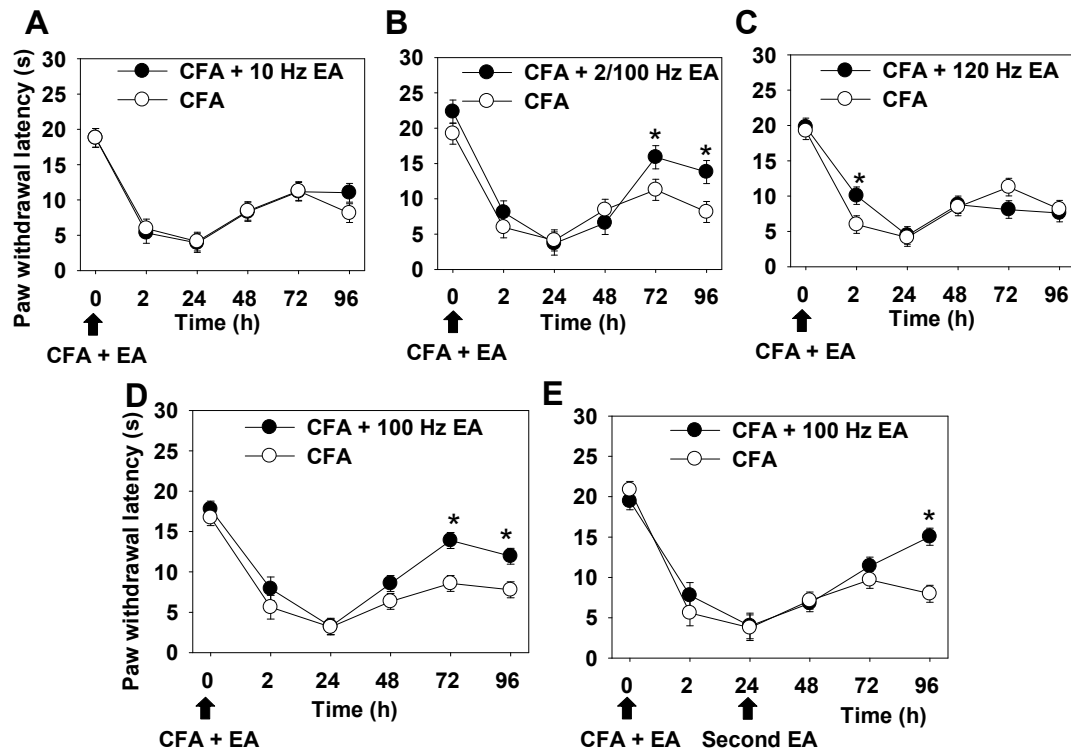 A
Paw withdrawal latency (s)
30
25
20
15
10
5
0
CFA + 10 Hz EA
CFA
0 2 24 48 72 96
Time (h)
CFA + EA
B
30
25
20
15
10
5
0
CFA + 2/100 Hz EA
CFA
*
*
0 2 24 48 72 96
Time (h)
CFA + EA
C
30
25
20
15
10
5
0
CFA + 120 Hz EA
CFA
*
0 2 24 48 72 96
Time (h)
CFA + EA
D
Paw withdrawal latency (s)
30
25
20
15
10
5
0
CFA + 100 Hz EA
CFA
*
*
0 2 24 48 72 96
Time (h)
CFA + EA
E
30
25
20
15
10
5
0
CFA + 100 Hz EA
CFA
*
0 2 24 48 72 96
Time (h)
CFA + EA Second EA